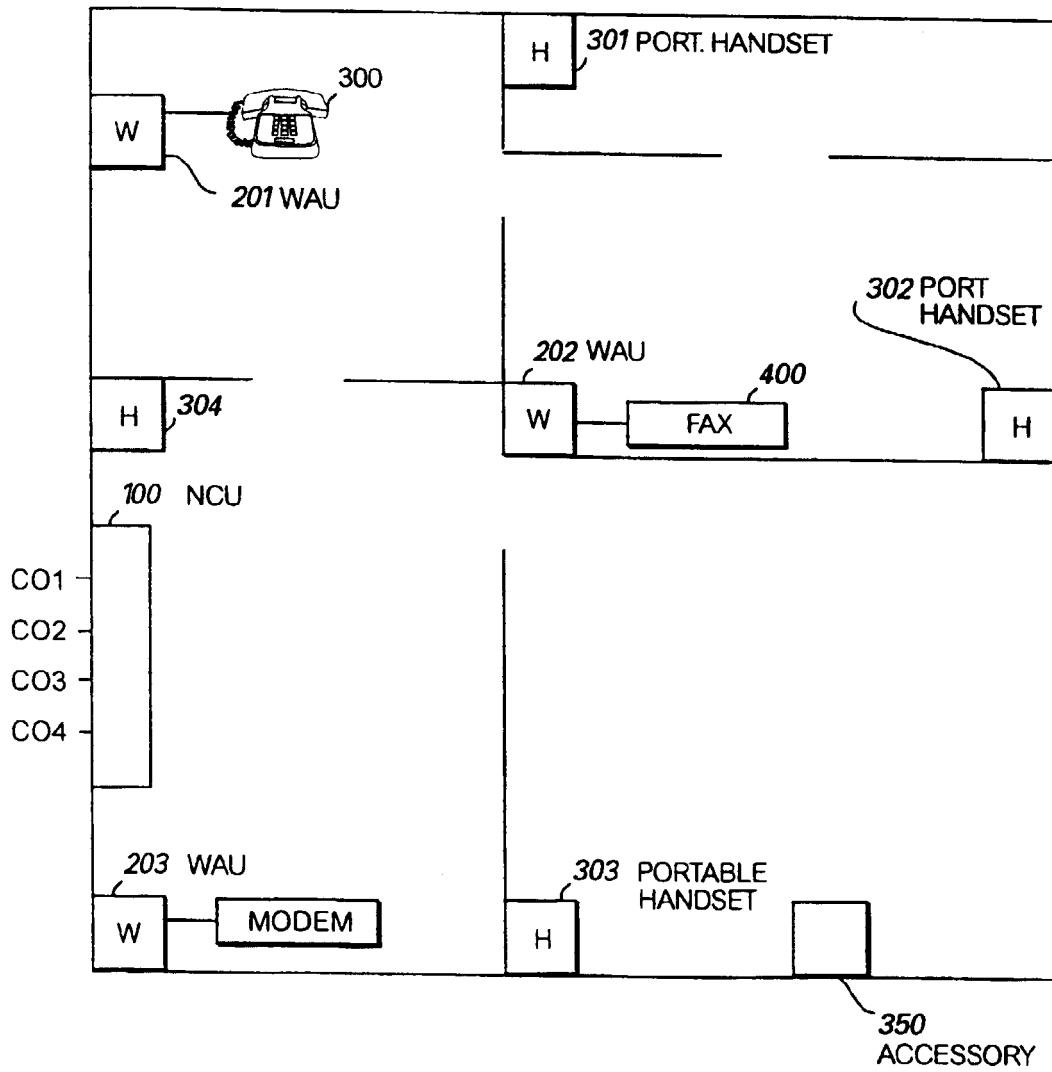 H
301 PORT. HANDSET
300
W
201 WAU
302 PORT
HANDSET
202 WAU
400
H
304
W
FAX
H
100 NCU
CO1
CO2
CO3
CO4
203 WAU
303 PORTABLE
HANDSET
W
MODEM
H
350
ACCESSORY